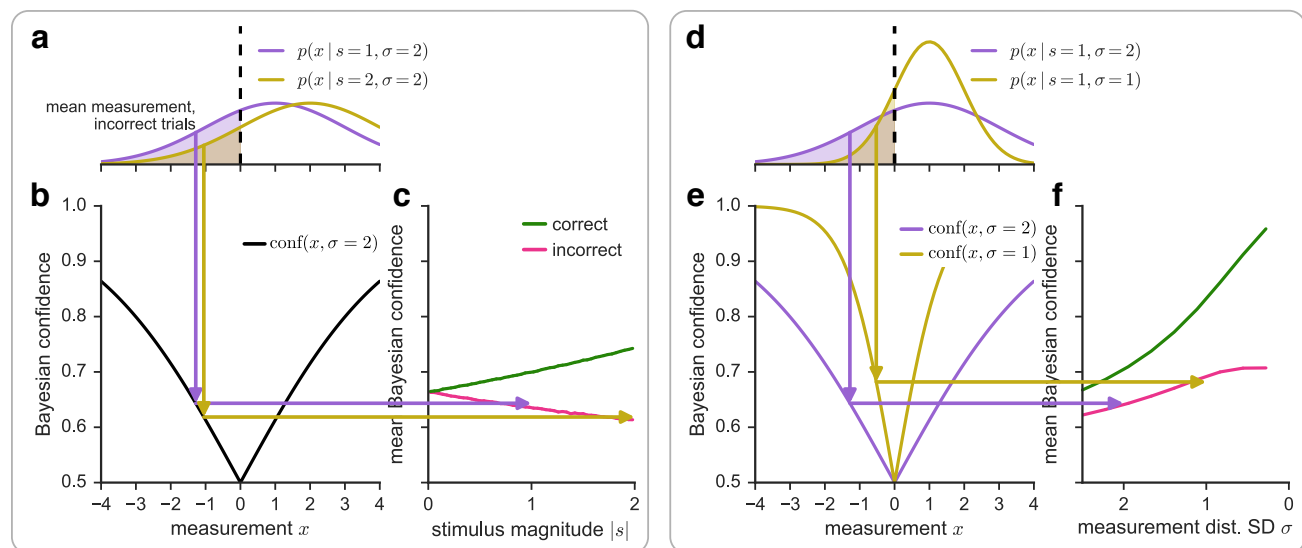 a
p(x | s = 1, σ = 2)
p(x | s = 2, σ = 2)
mean measurement,
incorrect trials
b
1.0
0.9
0.8
0.7
0.6
0.5
Bayesian confidence
conf(x, σ = 2)
−4 −3 −2 −1 0 1 2 3 4
measurement x
c
mean Bayesian confidence
correct
incorrect
0 1 2
stimulus magnitude |s|
d
p(x | s = 1, σ = 2)
p(x | s = 1, σ = 1)
e
1.0
0.9
0.8
0.7
0.6
0.5
Bayesian confidence
conf(x, σ = 2)
conf(x, σ = 1)
−4 −3 −2 −1 0 1 2 3 4
measurement x
f
mean Bayesian confidence
2 1 0
measurement dist. SD σ